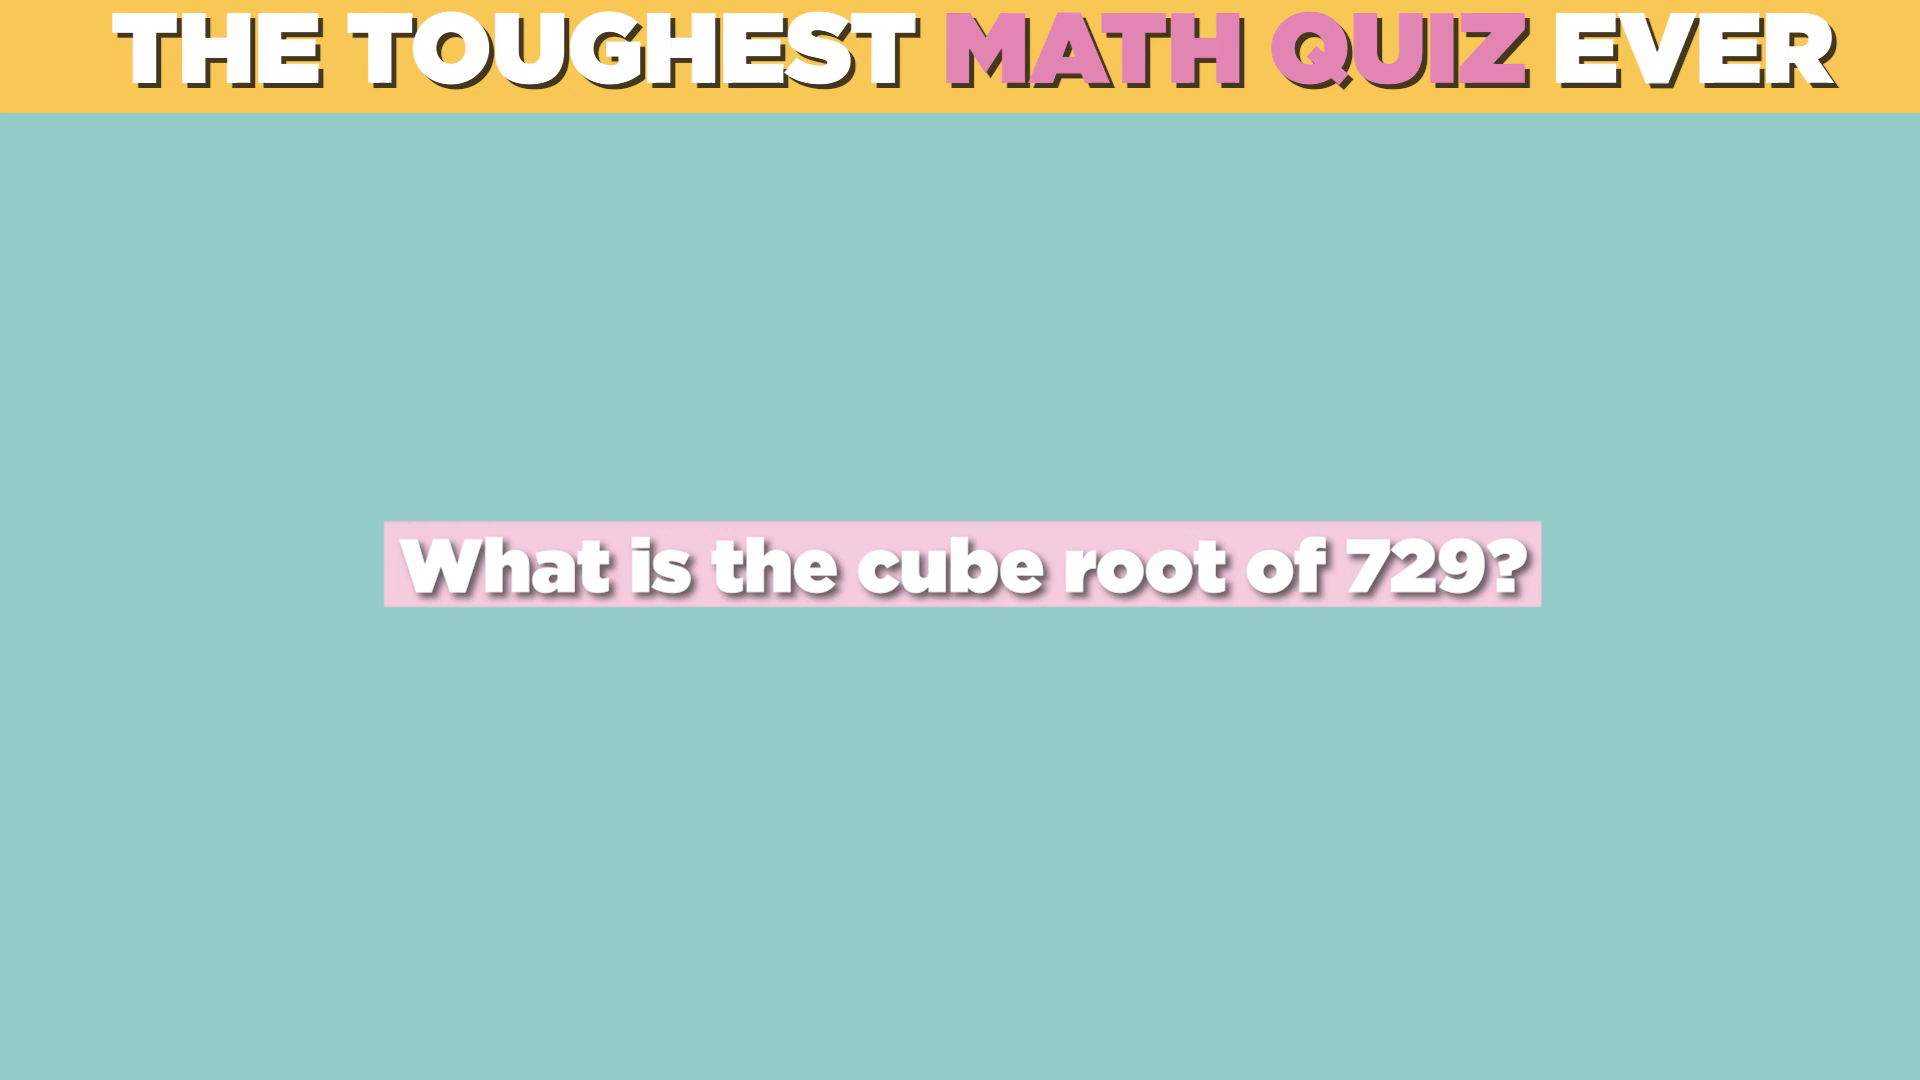 THE TOUGHEST MATH QUIZ EVER
What is the cube root of 729?